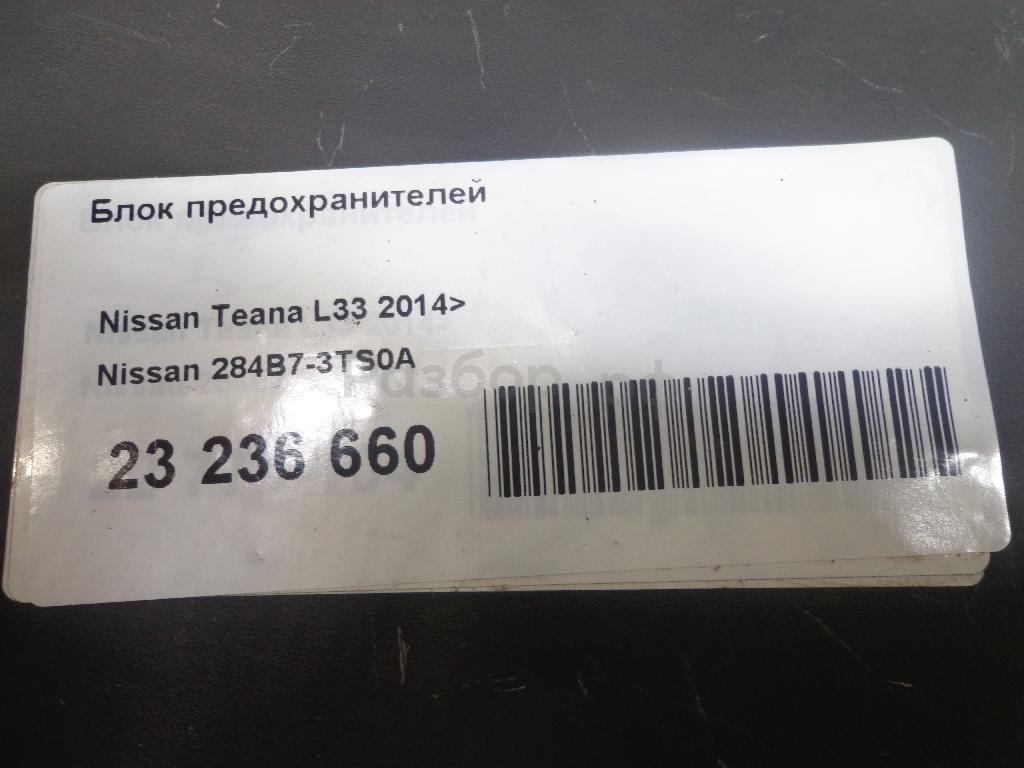 Блок предохранителей
Nissan Teana L33 2014>
Nissan 284B7-3TS0A
23 236 660